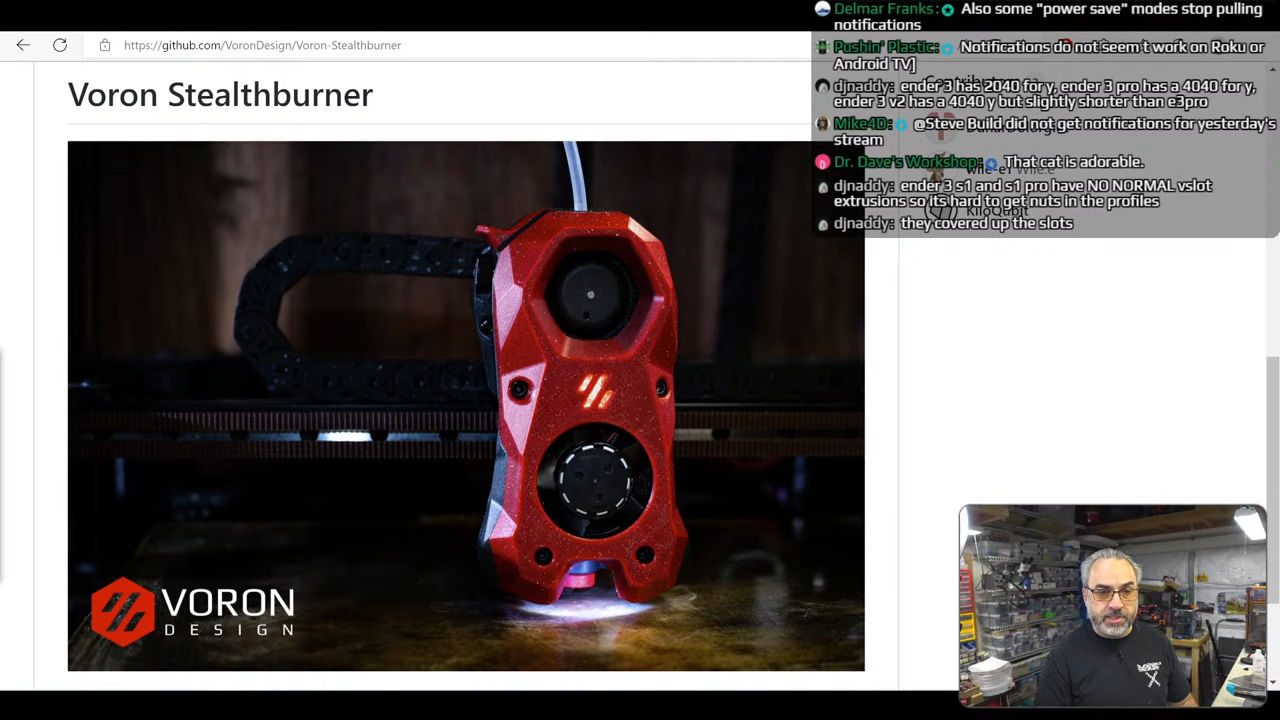 https://github.com/VoronDesign/Voron-Stealthburner
Voron Stealthburner
VORON
DESIGN
Delmar Franks: Also some "power save" modes stop pulling
notifications
Pushin' Plastic: Notifications do not seem t work on Roku or
Android TV]
djnaddy: ender 3 has 2040 for y, ender 3 pro has a 4040 for y,
ender 3 v2 has a 4040 y but slightly shorter than e3pro
Mike4D: @Steve Build did not get notifications for yesterday's
stream
Dr. Dave's Workshop: That cat is adorable.
djnaddy: ender 3 s1 and s1 pro have NO NORMAL vslot
extrusions so its hard to get nuts in the profiles
djnaddy: they covered up the slots
KiloQubit